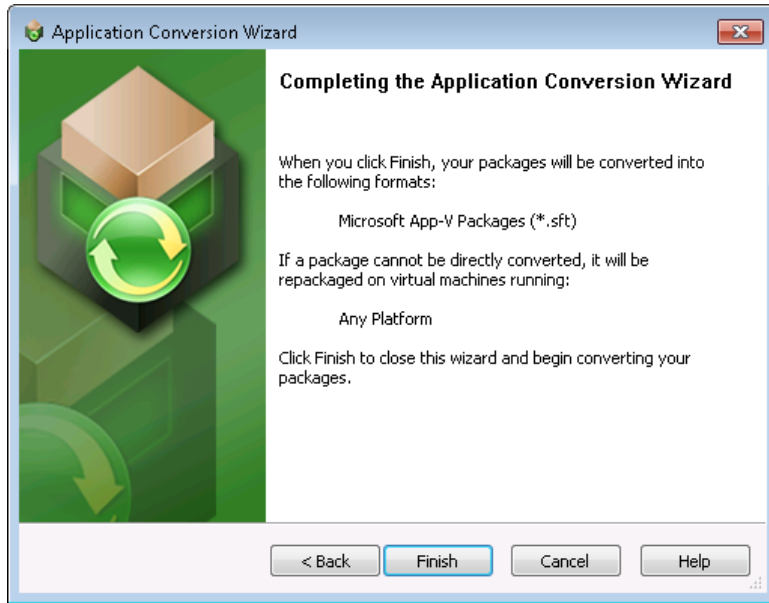 Application Conversion Wizard
Completing the Application Conversion Wizard
When you click Finish, your packages will be converted into
the following formats:
Microsoft App-V Packages (*.sft)
If a package cannot be directly converted, it will be
repackaged on virtual machines running:
Any Platform
Click Finish to close this wizard and begin converting your
packages.
< Back Finish Cancel Help